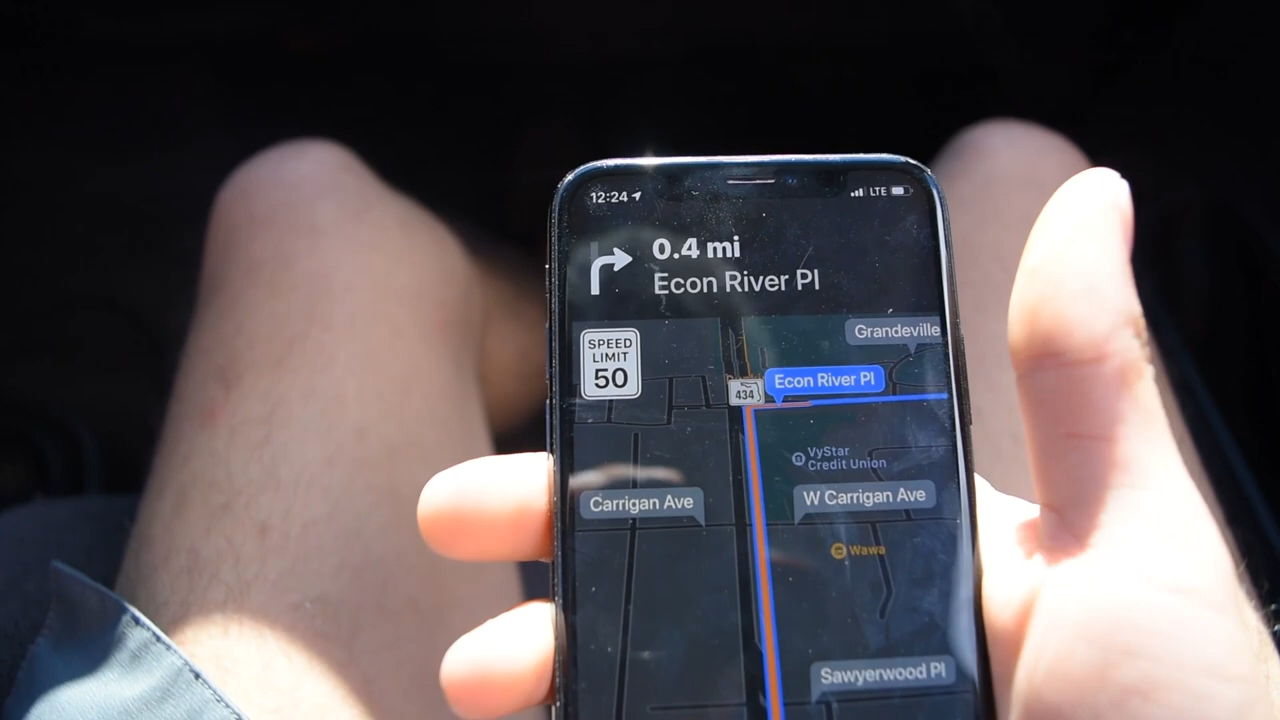 12:24
LTE
0.4 mi
Econ River Pl
SPEED
LIMIT
50
Grandeville
Econ River Pl
434
VyStar
Credit Union
Carrigan Ave
W Carrigan Ave
Wawa
Sawyerwood Pl